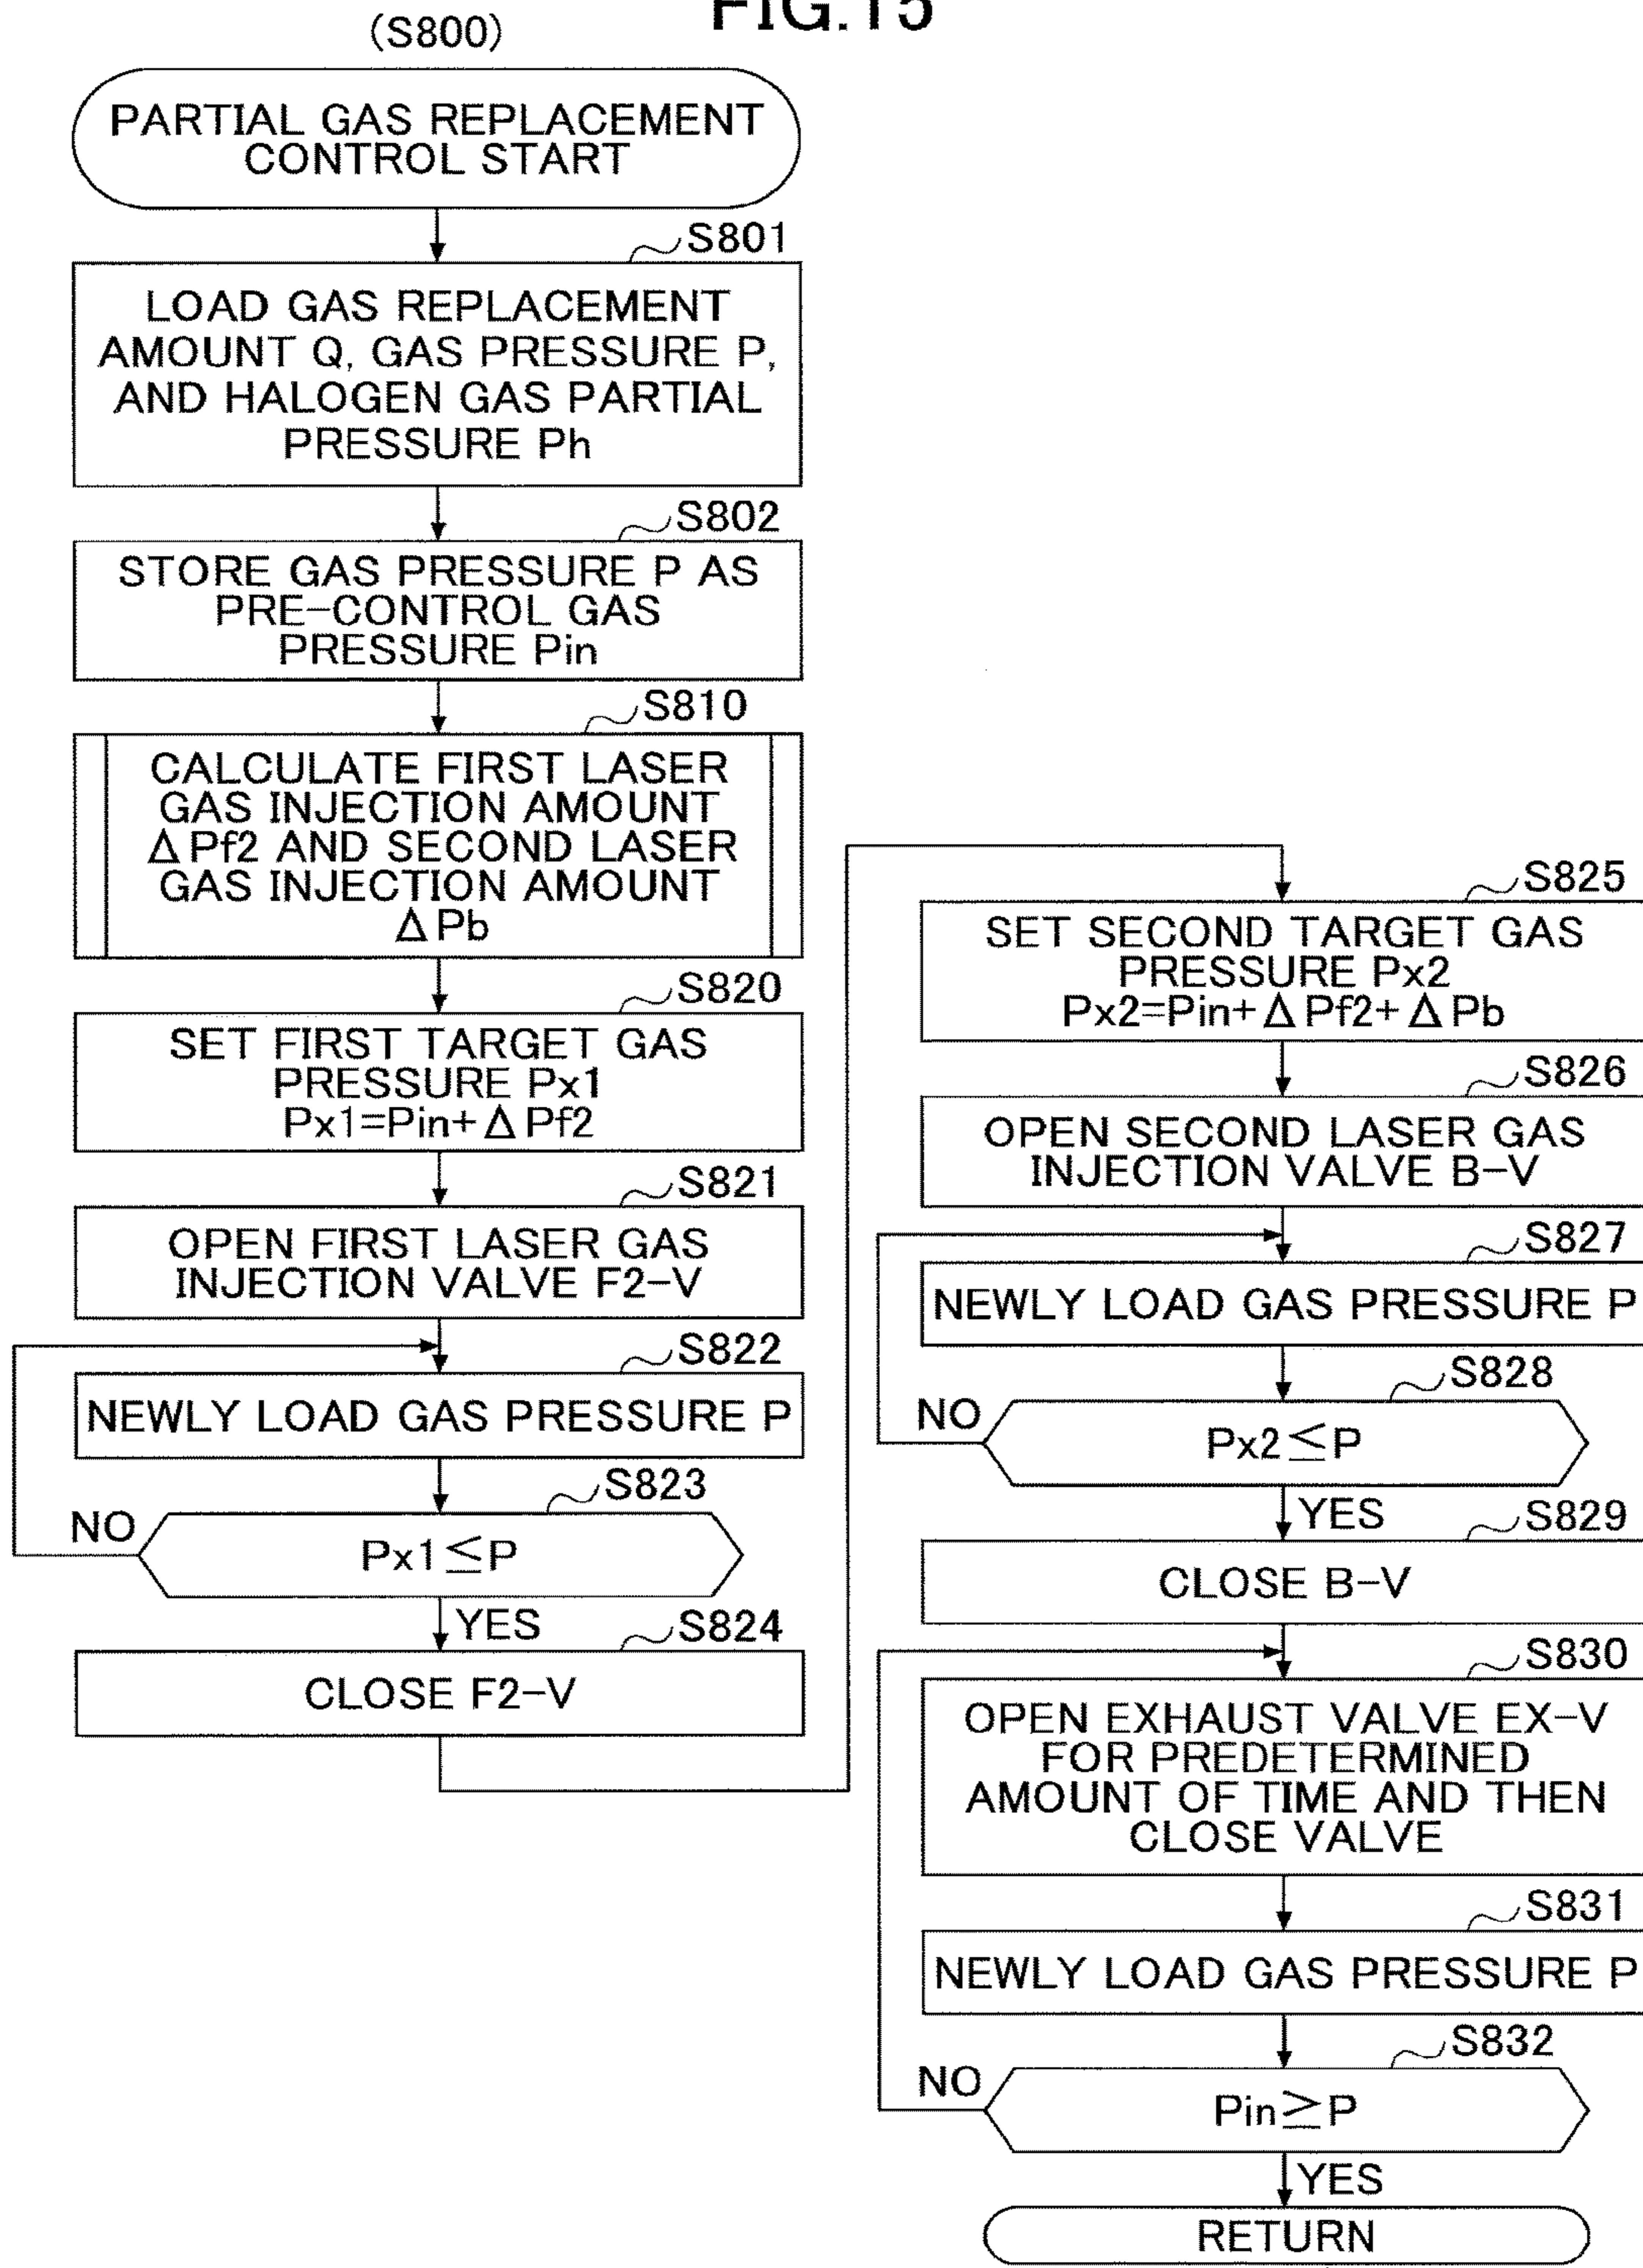 FIG.15
(S800)
PARTIAL GAS REPLACEMENT
CONTROL START
S801
LOAD GAS REPLACEMENT
AMOUNT Q, GAS PRESSURE P,
AND HALOGEN GAS PARTIAL
PRESSURE Ph
S802
STORE GAS PRESSURE P AS
PRE-CONTROL GAS
PRESSURE Pin
S810
CALCULATE FIRST LASER
GAS INJECTION AMOUNT
ΔPf2 AND SECOND LASER
GAS INJECTION AMOUNT
ΔPb
S820
SET FIRST TARGET GAS
PRESSURE Px1
Px1=Pin+ΔPf2
S821
OPEN FIRST LASER GAS
INJECTION VALVE F2-V
S822
NEWLY LOAD GAS PRESSURE P
S823
NO
Px1≦P
YES
S824
CLOSE F2-V
S825
SET SECOND TARGET GAS
PRESSURE Px2
Px2=Pin+ΔPf2+ΔPb
S826
OPEN SECOND LASER GAS
INJECTION VALVE B-V
S827
NEWLY LOAD GAS PRESSURE P
S828
NO
Px2≦P
YES
S829
CLOSE B-V
S830
OPEN EXHAUST VALVE EX-V
FOR PREDETERMINED
AMOUNT OF TIME AND THEN
CLOSE VALVE
S831
NEWLY LOAD GAS PRESSURE P
S832
NO
Pin≧P
YES
RETURN